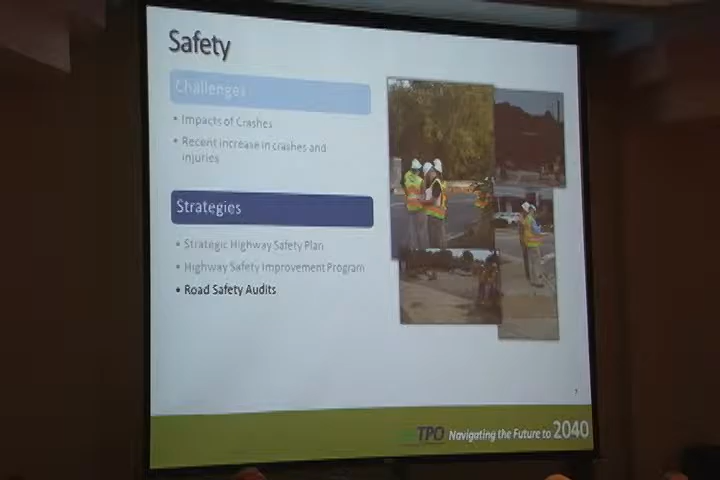 Safety
Challenges
• Impacts of Crashes
• Recent increase in crashes and
injuries
Strategies
• Strategic Highway Safety Plan
• Highway Safety Improvement Program
• Road Safety Audits
7
TPO Navigating the Future to 2040